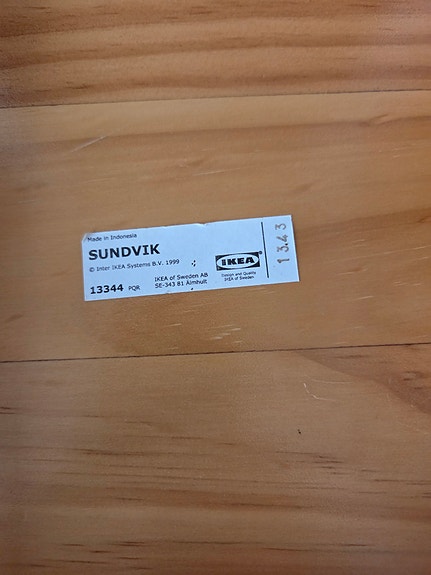 Made in Indonesia
SUNDVIK
© Inter IKEA Systems B.V. 1999
13344 PQR
IKEA of Sweden AB
SE-343 81 Älmhult
IKEA
Design and Quality
IKEA of Sweden
1343